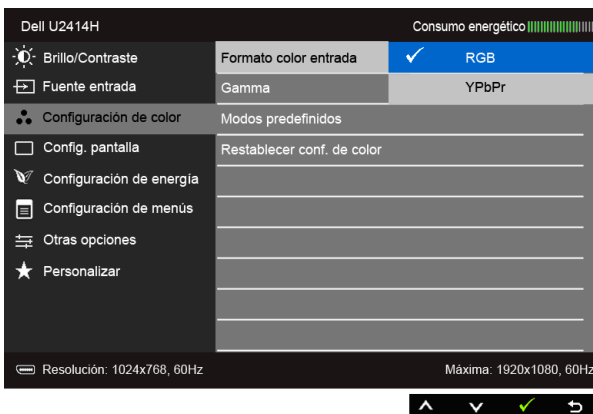 Dell U2414H Consumo energético
Brillo/Contraste Formato color entrada RGB
Fuente entrada Gamma YPbPr
Configuración de color Modos predefinidos
Config. pantalla Restablecer conf. de color
Configuración de energía
Configuración de menús
Otras opciones
Personalizar
Resolución: 1024x768, 60Hz Máxima: 1920x1080, 60Hz